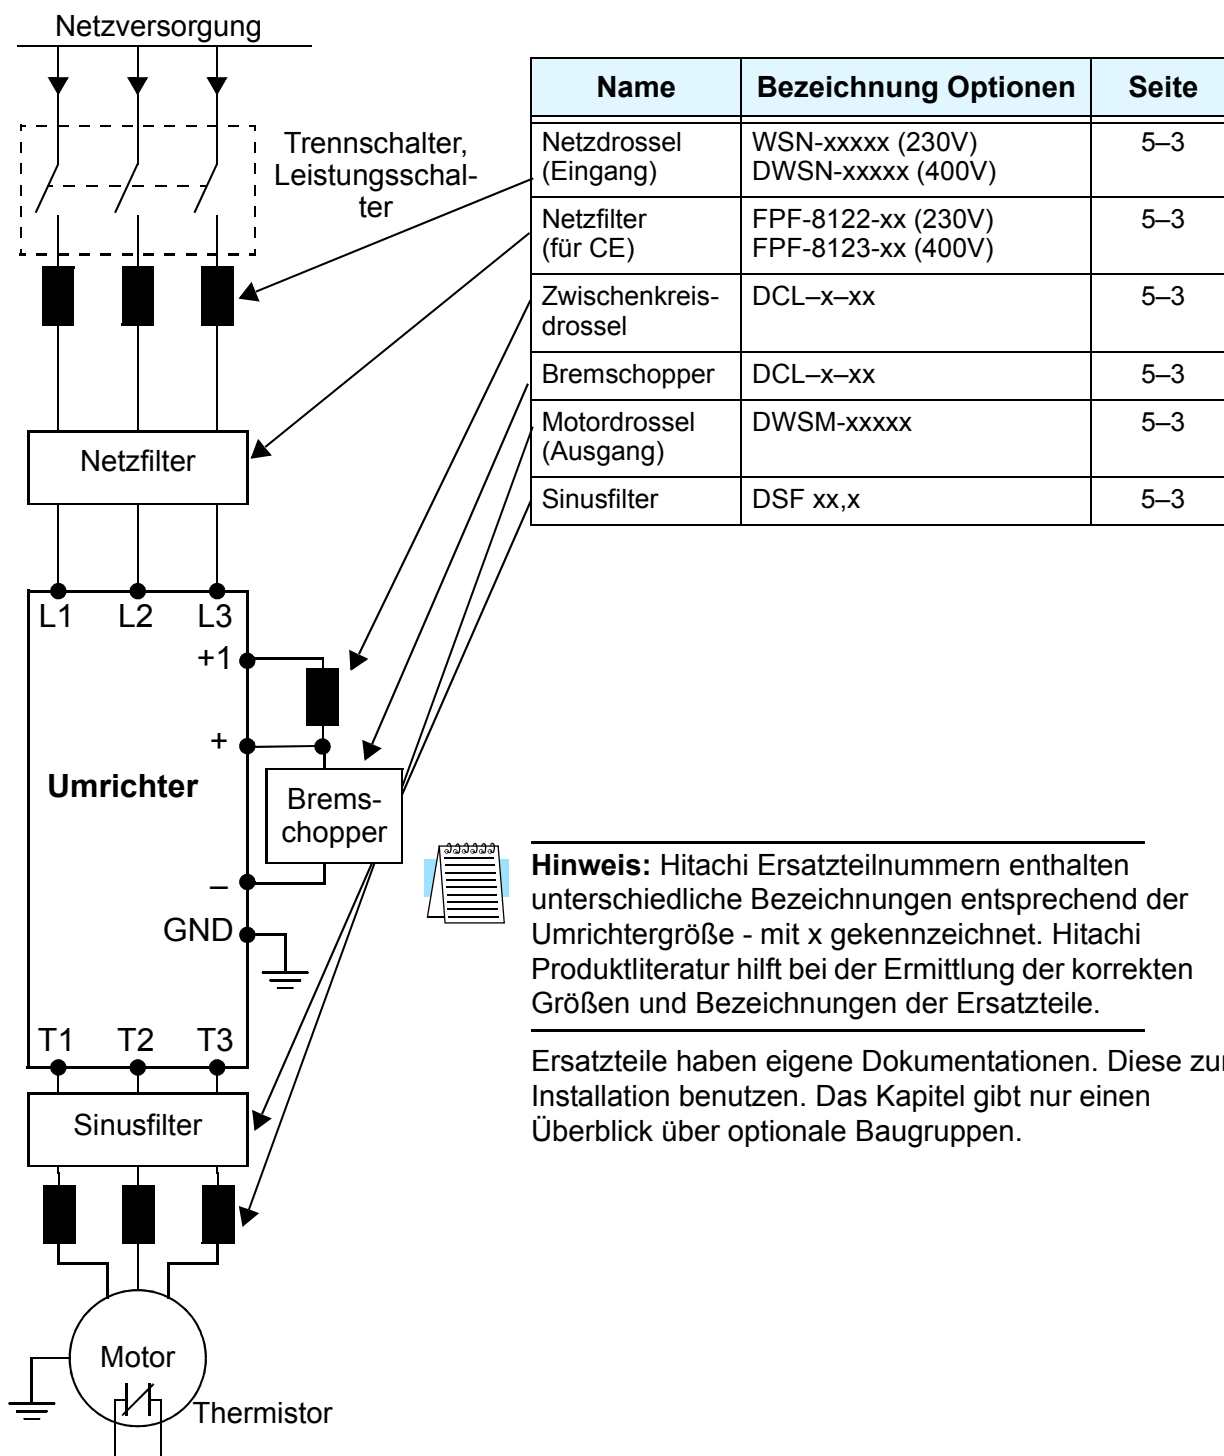 Netzversorgung
Trennschalter,
Leistungsschal-
ter
Name Bezeichnung Optionen Seite
Netzdrossel WSN-xxxxx (230V) 5–3
(Eingang) DWSN-xxxxx (400V)
Netzfilter FPF-8122-xx (230V) 5–3
(für CE) FPF-8123-xx (400V)
Zwischenkreis- DCL–x–xx 5–3
drossel
Bremschopper DCL–x–xx 5–3
Motordrossel DWSM-xxxxx 5–3
(Ausgang)
Sinusfilter DSF xx,x 5–3
Netzfilter
L1 L2 L3
+1
+
Umrichter
Brems-
chopper
–
GND
T1 T2 T3
Sinusfilter
Motor
Thermistor
Hinweis: Hitachi Ersatzteilnummern enthalten
unterschiedliche Bezeichnungen entsprechend der
Umrichtergröße - mit x gekennzeichnet. Hitachi
Produktliteratur hilft bei der Ermittlung der korrekten
Größen und Bezeichnungen der Ersatzteile.
Ersatzteile haben eigene Dokumentationen. Diese zur
Installation benutzen. Das Kapitel gibt nur einen
Überblick über optionale Baugruppen.